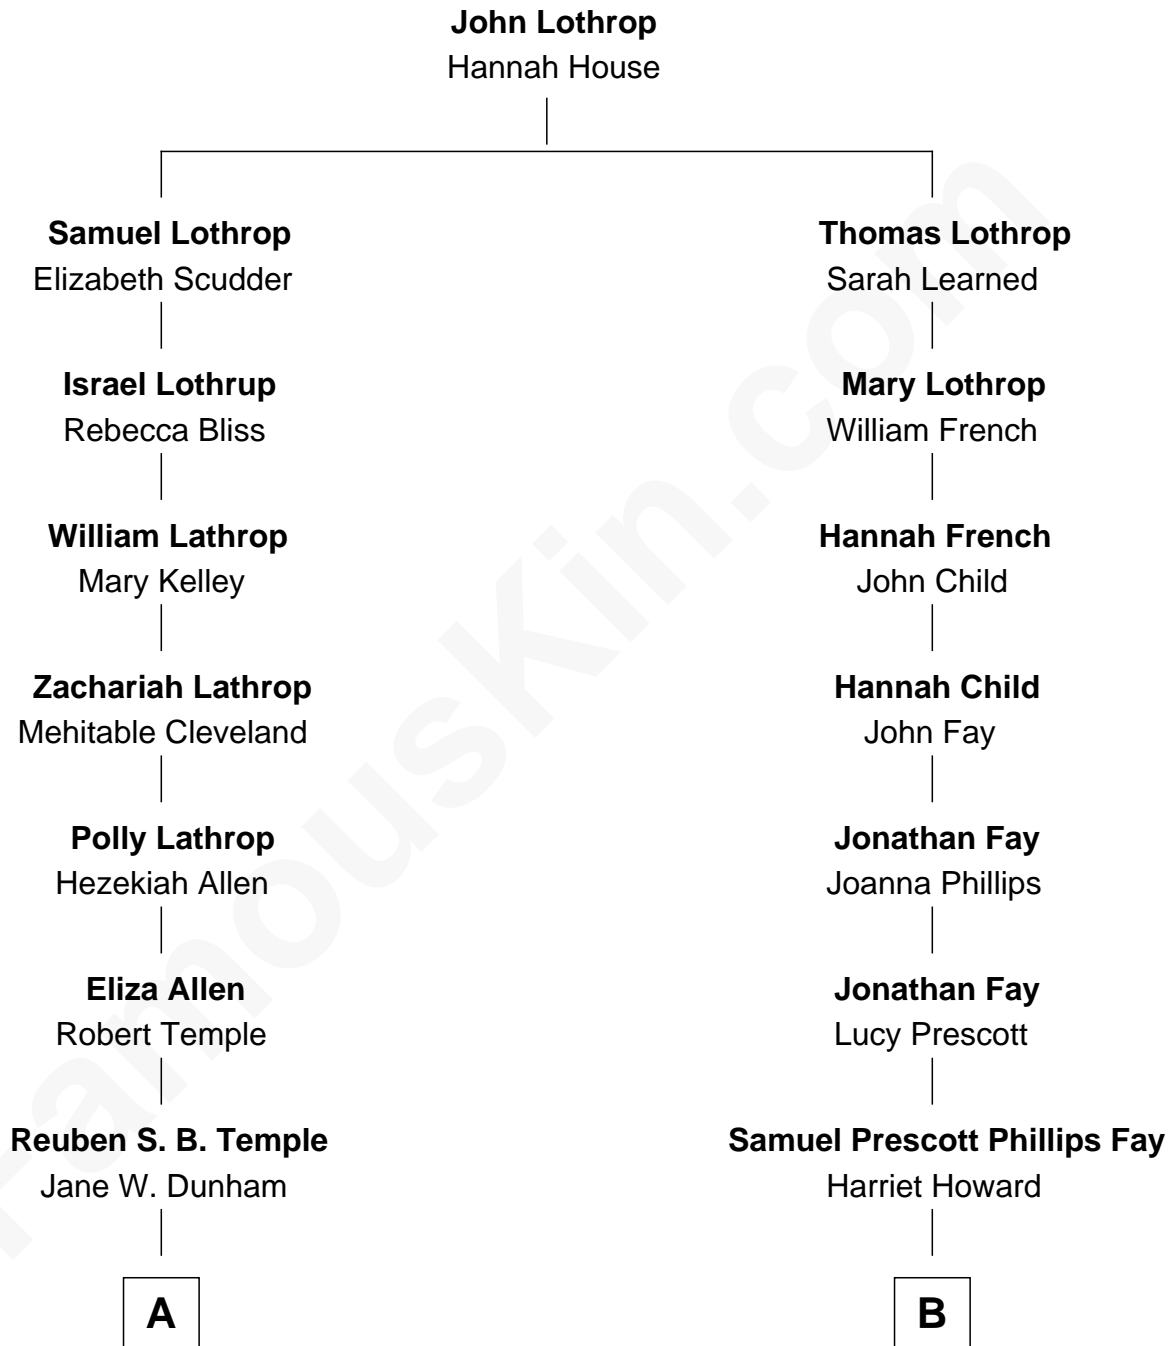 John Lothrop
Hannah House
Samuel Lothrop
Elizabeth Scudder
Thomas Lothrop
Sarah Learned
Israel Lothrup
Rebecca Bliss
Mary Lothrop
William French
William Lathrop
Mary Kelley
Hannah French
John Child
Zachariah Lathrop
Mehitable Cleveland
Hannah Child
John Fay
Polly Lathrop
Hezekiah Allen
Jonathan Fay
Joanna Phillips
Eliza Allen
Robert Temple
Jonathan Fay
Lucy Prescott
Reuben S. B. Temple
Jane W. Dunham
Samuel Prescott Phillips Fay
Harriet Howard
A
B
FamousKin.com